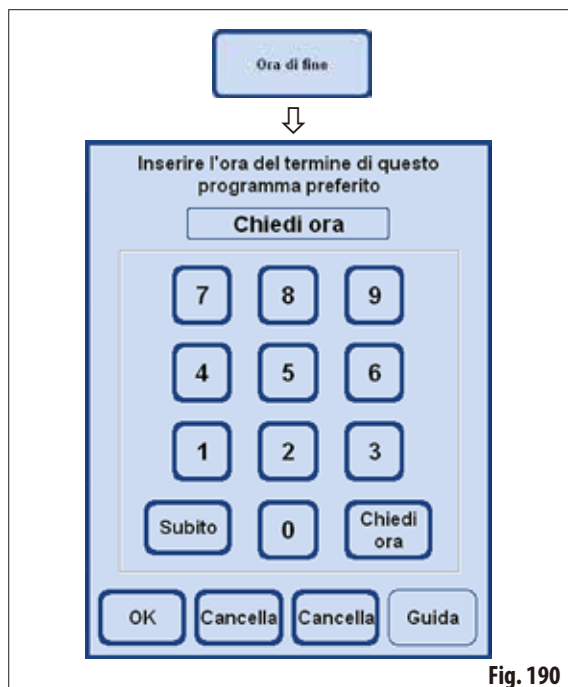 Ora di fine
Inserire l'ora del termine di questo
programma preferito
Chiedi ora
7 8 9
4 5 6
1 2 3
Subito 0 Chiedi
ora
OK Cancella Cancella Guida
Fig. 190